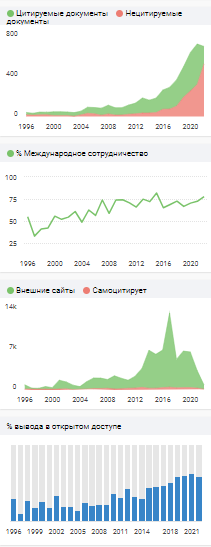 Цитируемые документы Нецитируемые
документы
800
400
0
1996 2000 2004 2008 2012 2016 2020
% Международное сотрудничество
100
75
50
25
1996 2000 2004 2008 2012 2016 2020
Внешние сайты Самоцитирует
14k
7k
0
1996 2000 2004 2008 2012 2016 2020
% вывода в открытом доступе
1996 1999 2002 2005 2008 2011 2014 2018 2021